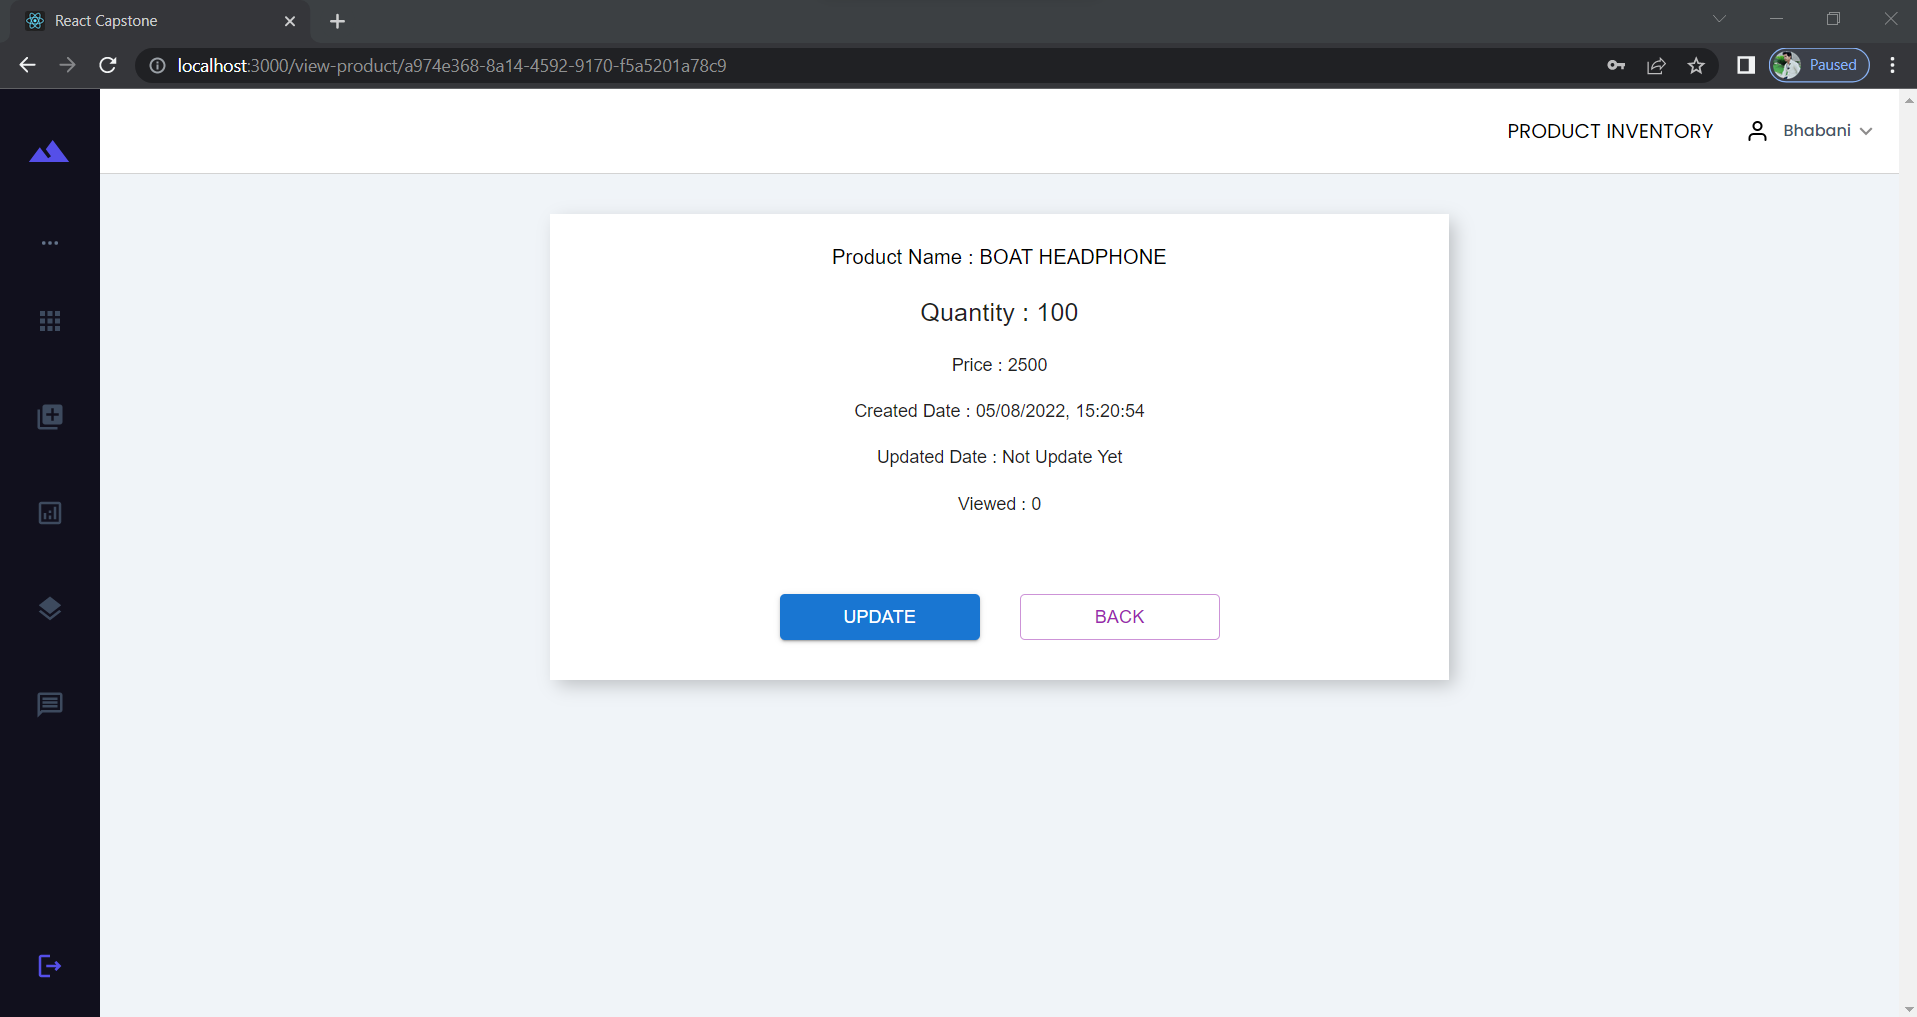 React Capstone
localhost:3000/view-product/a974e368-8a14-4592-9170-f5a5201a78c9
Paused
PRODUCT INVENTORY
Bhabani
Product Name : BOAT HEADPHONE
Quantity : 100
Price : 2500
Created Date : 05/08/2022, 15:20:54
Updated Date : Not Update Yet
Viewed : 0
UPDATE
BACK